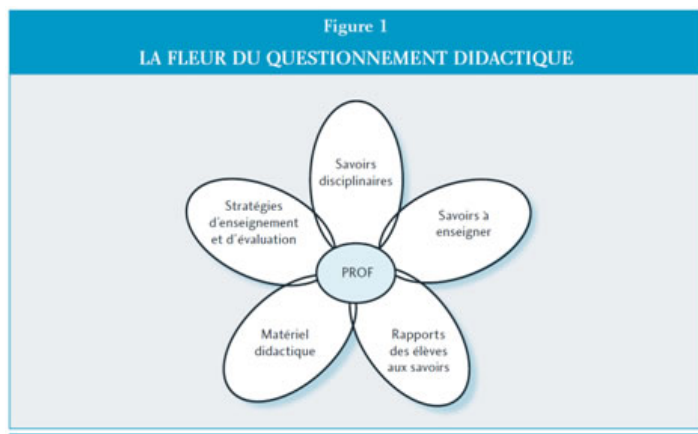 Figure 1
LA FLEUR DU QUESTIONNEMENT DIDACTIQUE
Savoirs
disciplinaires
Stratégies
d'enseignement
et d'évaluation
Savoirs à
enseigner
PROF
Matériel
didactique
Rapports
des élèves
aux savoirs